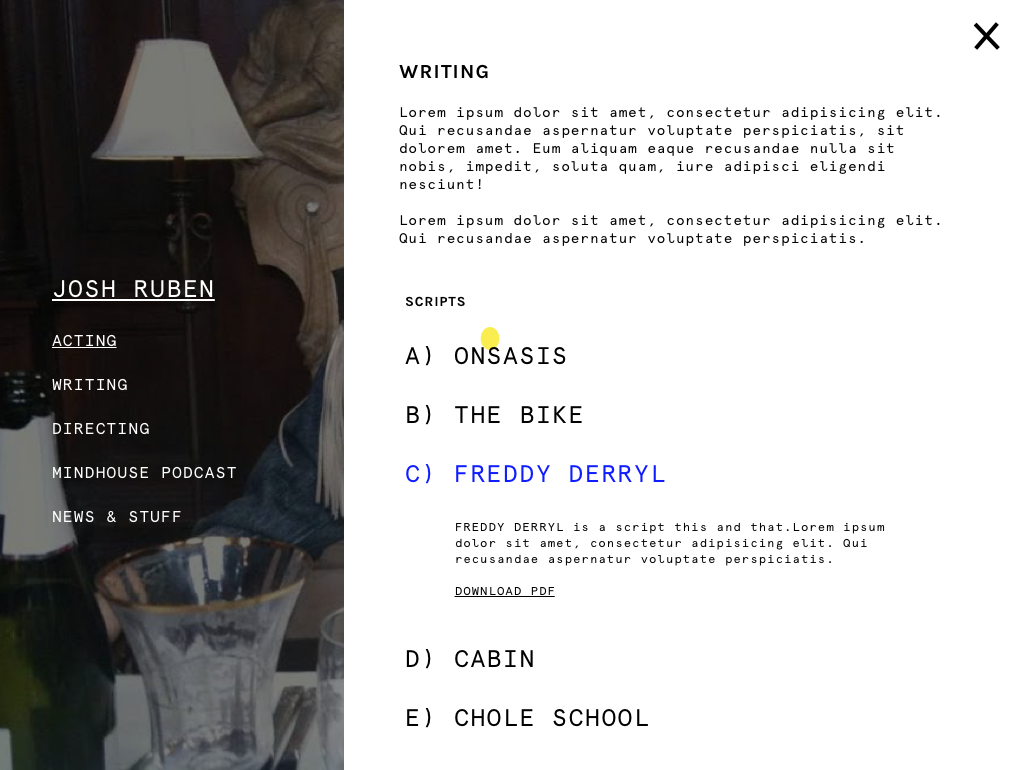 WRITING
Lorem ipsum dolor sit amet, consectetur adipisicing elit.
Qui recusandae aspernatur voluptate perspiciatis, sit
dolorem amet. Eum aliquam eaque recusandae nulla sit
nobis, impedit, soluta quam, iure adipisci eligendi
nesciunt!
Lorem ipsum dolor sit amet, consectetur adipisicing elit.
Qui recusandae aspernatur voluptate perspiciatis.
JOSH RUBEN
ACTING
WRITING
DIRECTING
MINDHOUSE PODCAST
NEWS & STUFF
SCRIPTS
A) ONSASIS
B) THE BIKE
C) FREDDY DERRYL
FREDDY DERRYL is a script this and that.Lorem ipsum
dolor sit amet, consectetur adipisicing elit. Qui
recusandae aspernatur voluptate perspiciatis.
DOWNLOAD PDF
D) CABIN
E) CHOLE SCHOOL